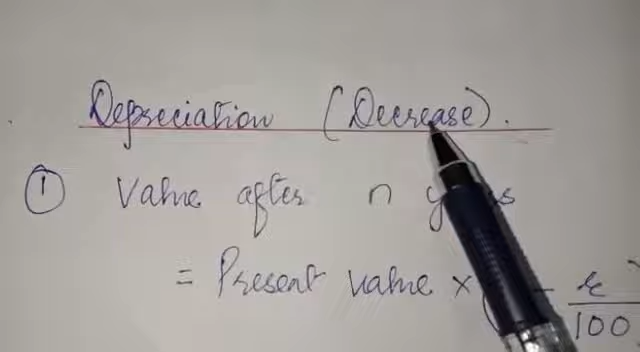 Depreciation (Decrease).
① Value after n
= Present value × ( - r/100